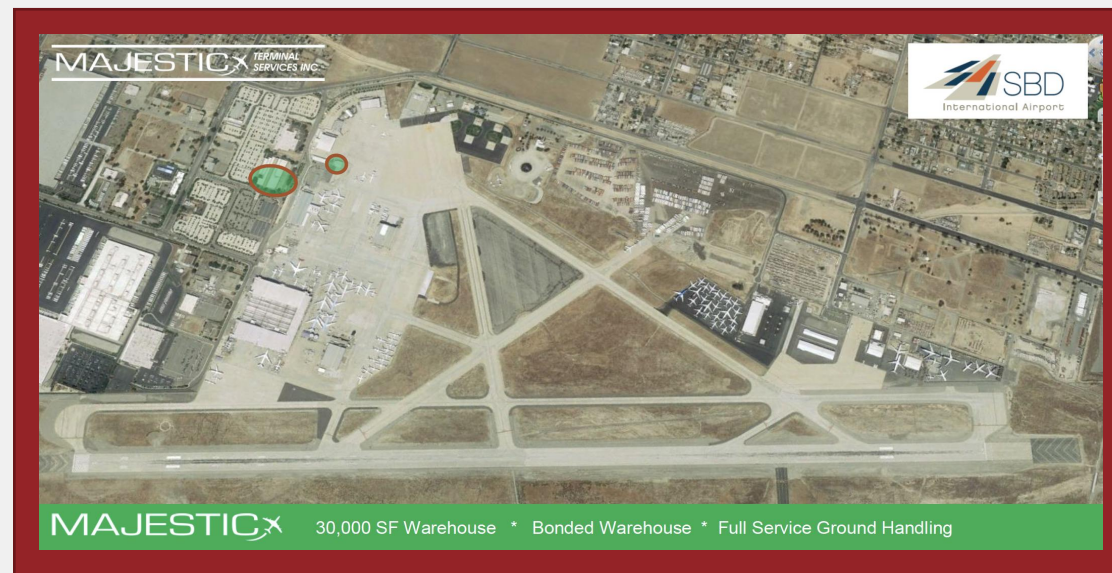 MAJESTIC TERMINAL
SERVICES INC.
SBD
International Airport
MAJESTIC
30,000 SF Warehouse * Bonded Warehouse * Full Service Ground Handling